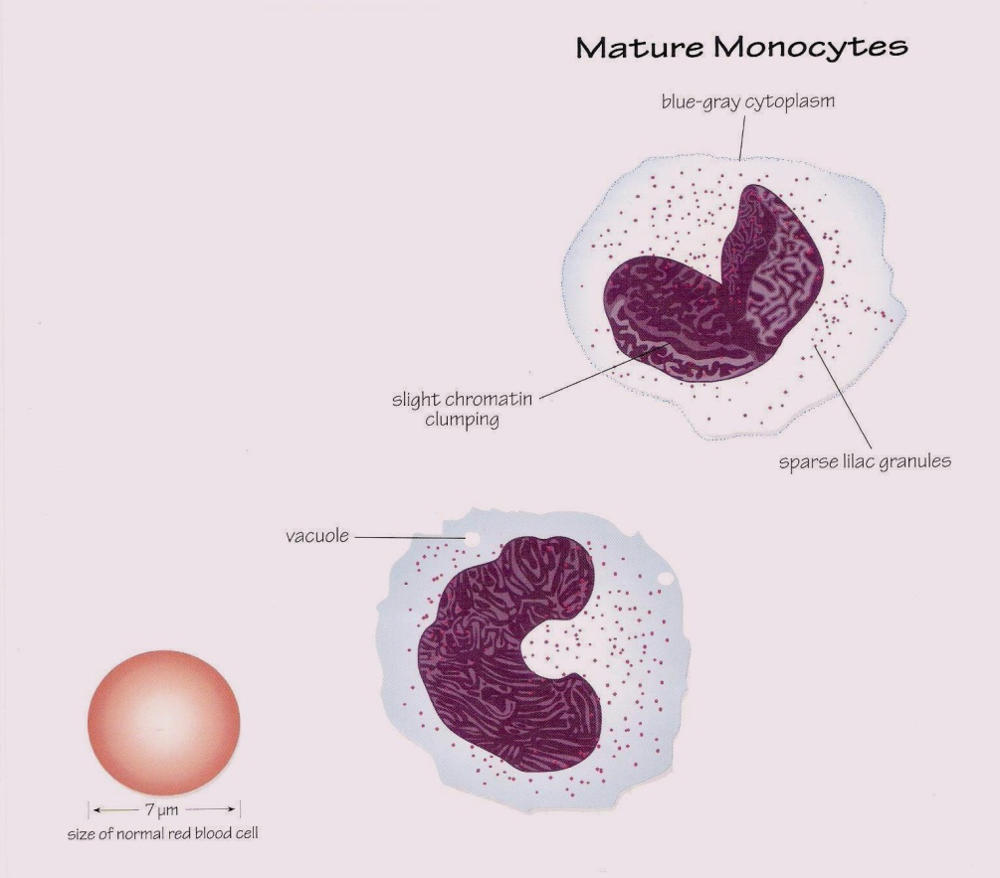 Mature Monocytes
blue-gray cytoplasm
slight chromatin
clumping
sparse lilac granules
vacuole
7 µm
size of normal red blood cell